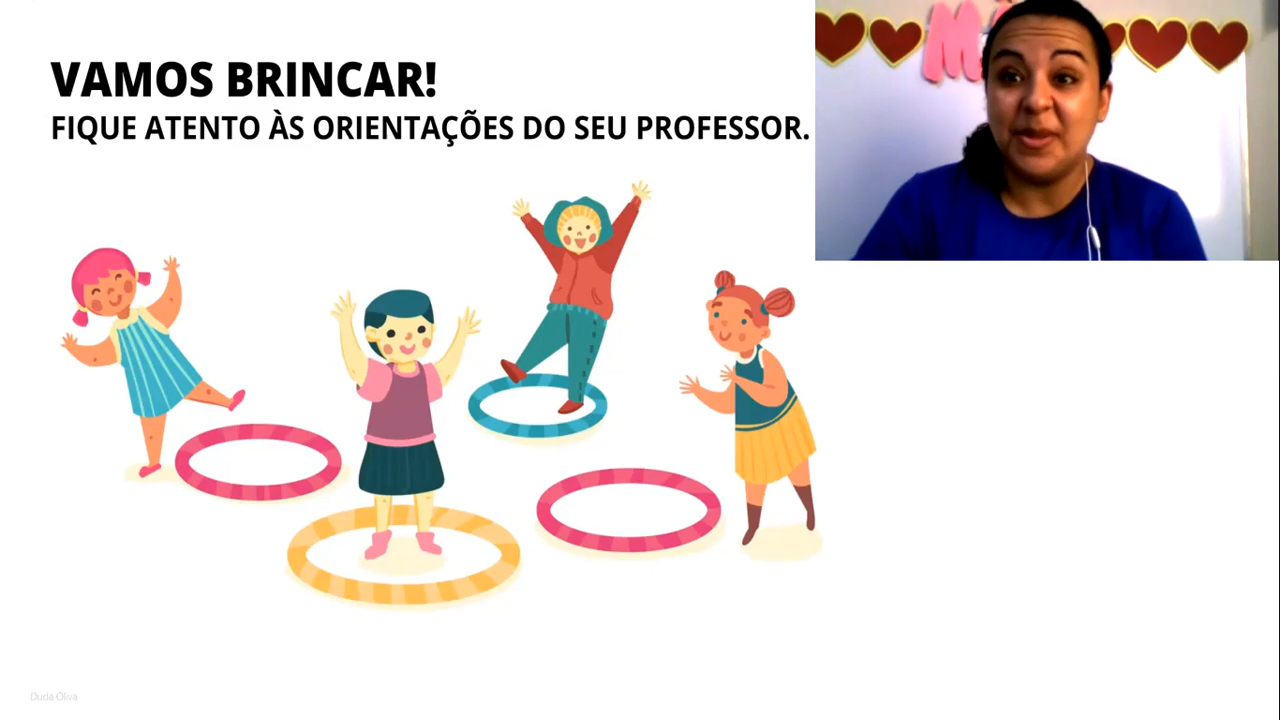 VAMOS BRINCAR!
FIQUE ATENTO ÀS ORIENTAÇÕES DO SEU PROFESSOR.
Duda Oliva